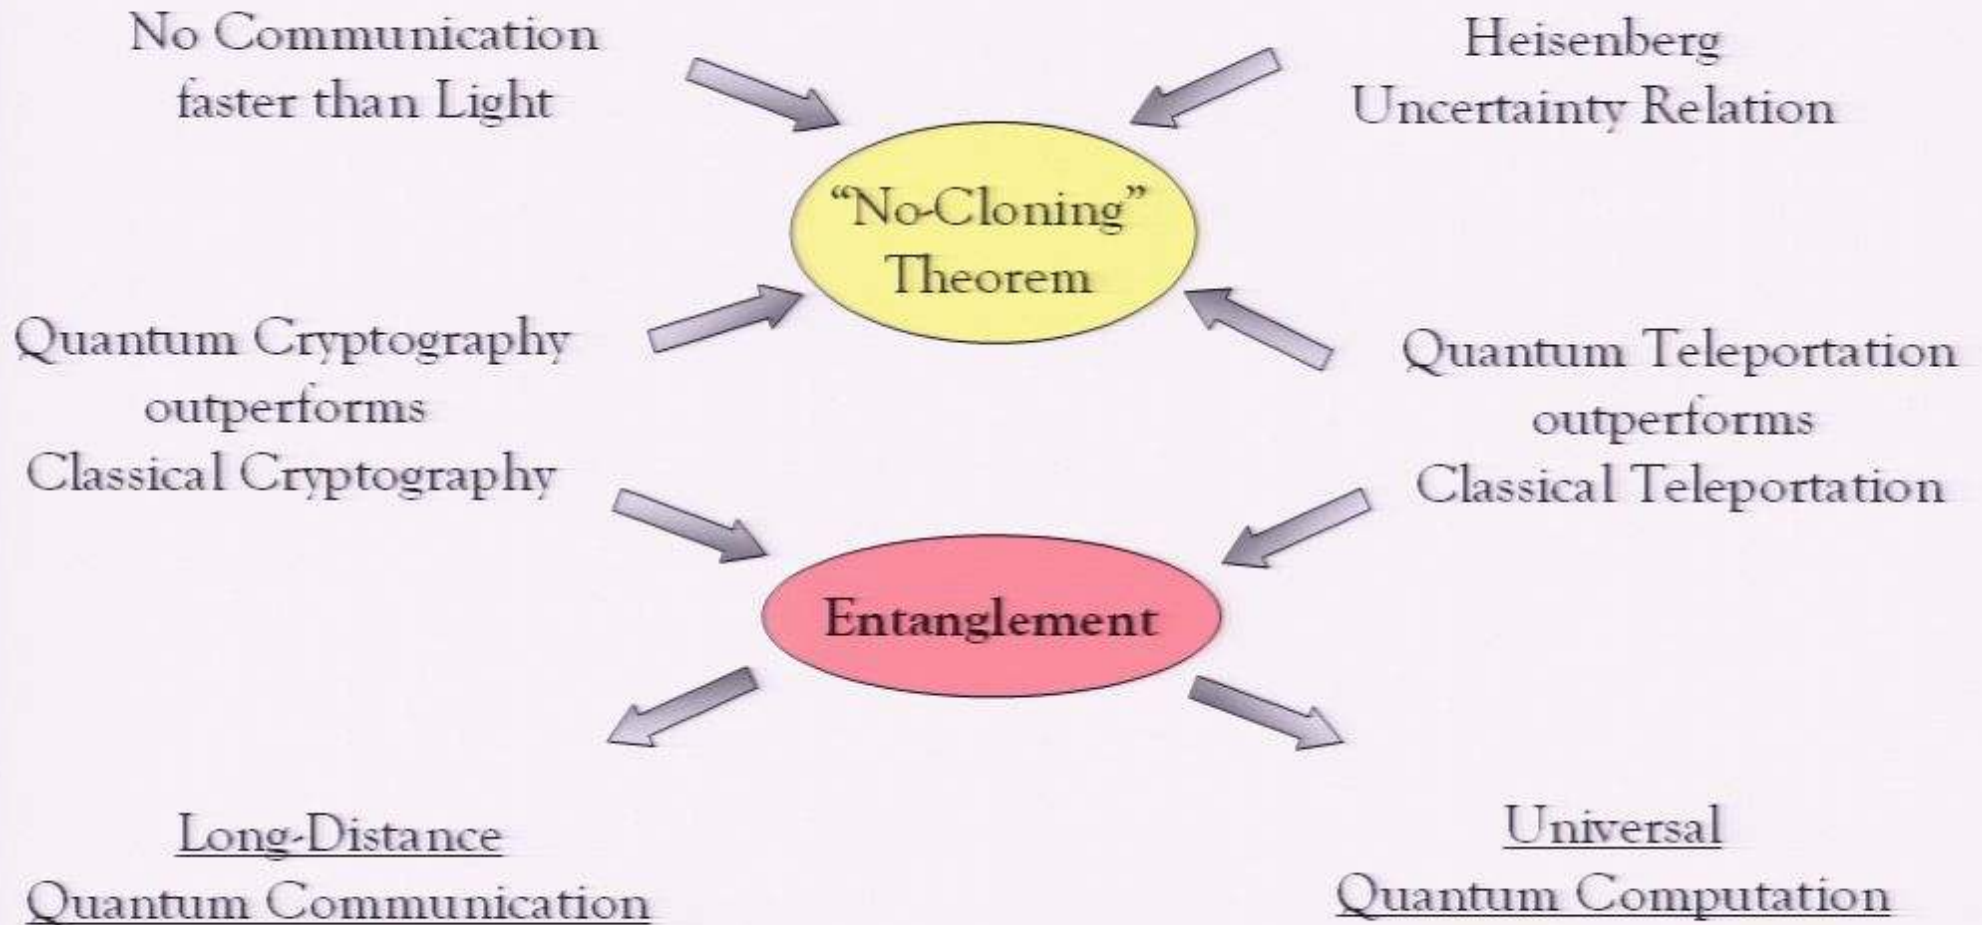 No Communication
faster than Light
Heisenberg
Uncertainty Relation
“No-Cloning”
Theorem
Quantum Cryptography
outperforms
Classical Cryptography
Quantum Teleportation
outperforms
Classical Teleportation
Entanglement
Long-Distance
Quantum Communication
Universal
Quantum Computation